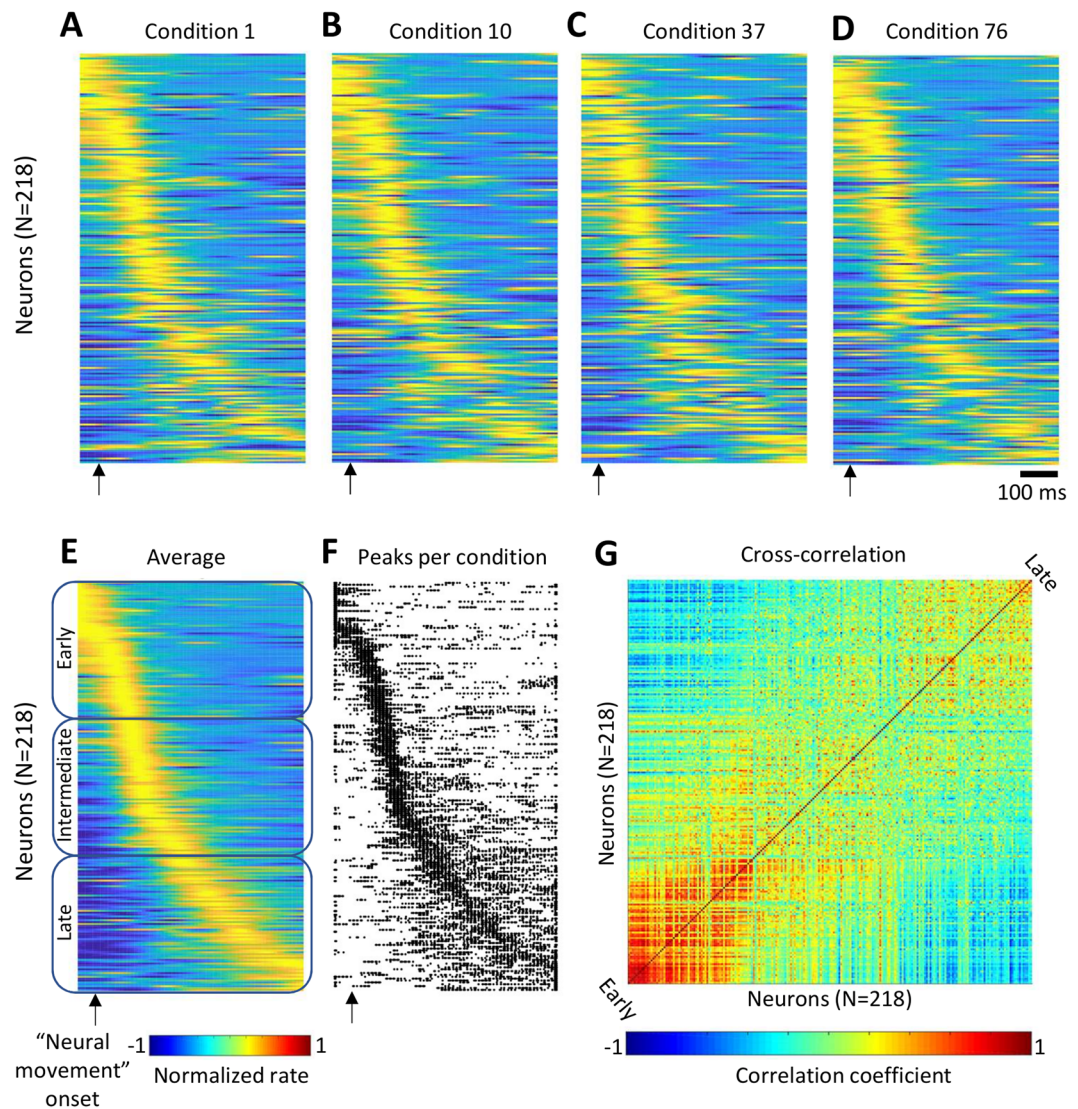 A Condition 1
B Condition 10
C Condition 37
D Condition 76
Neurons (N=218)
100 ms
E Average
F Peaks per condition
G Cross-correlation
Neurons (N=218)
Early
Intermediate
Late
Neurons (N=218)
Late
Early
Neurons (N=218)
“Neural
movement”
onset
-1 1
Normalized rate
-1 1
Correlation coefficient